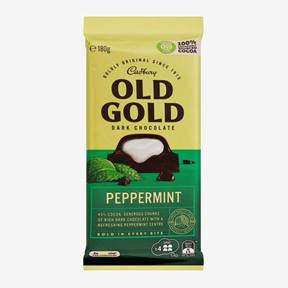 BOLDLY ORIGINAL SINCE 1916
℮180g
100%
COCOA
Cadbury
OLD
GOLD
DARK CHOCOLATE
PEPPERMINT
45% COCOA. GENEROUS CHUNKS
OF RICH DARK CHOCOLATE WITH A
REFRESHING PEPPERMINT CENTRE
BOLD IN EVERY BITE